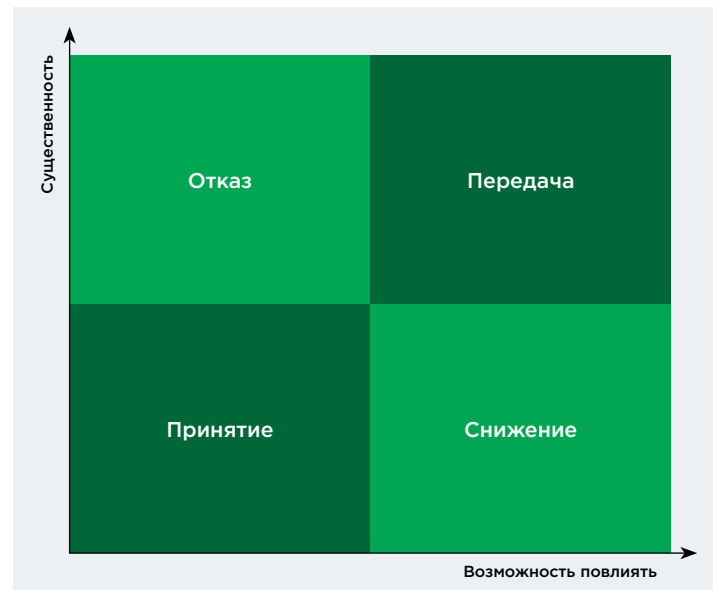 Существенность
Отказ
Передача
Принятие
Снижение
Возможность повлиять